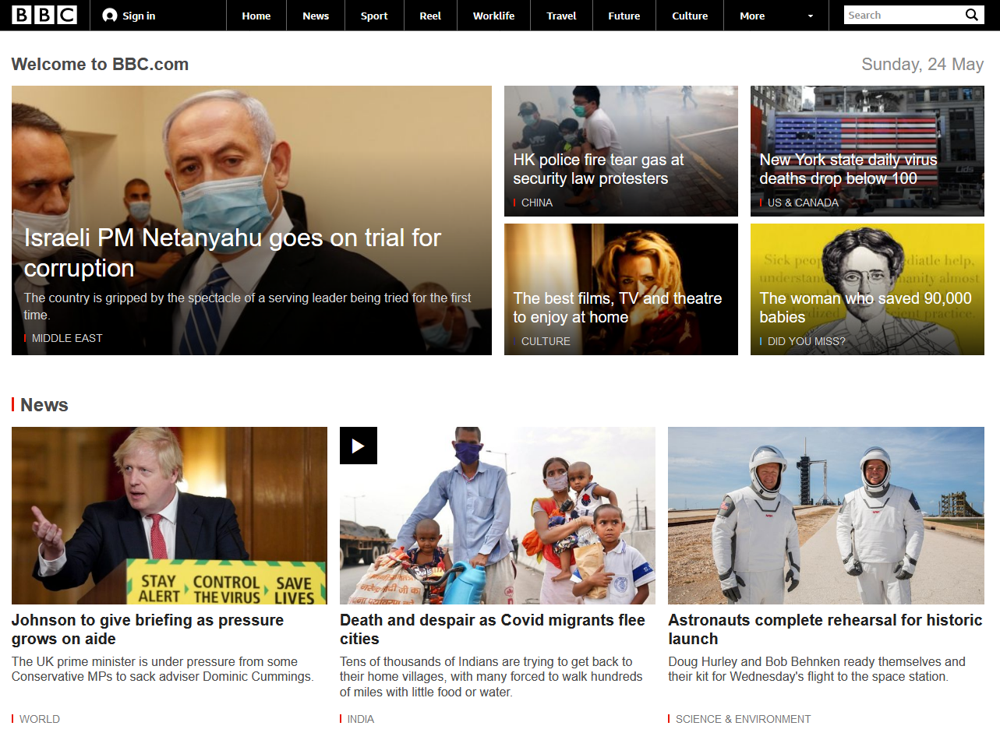 BBC
Sign in
Home
News
Sport
Reel
Worklife
Travel
Future
Culture
More
Search
Welcome to BBC.com
Sunday, 24 May
Israeli PM Netanyahu goes on trial for
corruption
The country is gripped by the spectacle of a serving leader being tried for the first
time.
MIDDLE EAST
HK police fire tear gas at
security law protesters
CHINA
New York state daily virus
deaths drop below 100
US & CANADA
The best films, TV and theatre
to enjoy at home
CULTURE
The woman who saved 90,000
babies
DID YOU MISS?
News
STAY
ALERT
CONTROL
THE VIRUS
SAVE
LIVES
Johnson to give briefing as pressure
grows on aide
The UK prime minister is under pressure from some
Conservative MPs to sack adviser Dominic Cummings.
WORLD
Death and despair as Covid migrants flee
cities
Tens of thousands of Indians are trying to get back to
their home villages, with many forced to walk hundreds
of miles with little food or water.
INDIA
Astronauts complete rehearsal for historic
launch
Doug Hurley and Bob Behnken ready themselves and
their kit for Wednesday's flight to the space station.
SCIENCE & ENVIRONMENT